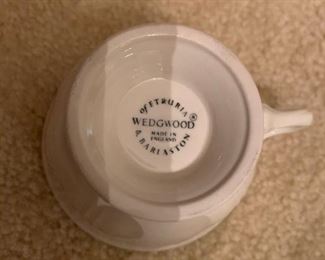 OF ETRURIA ®
WEDGWOOD
MADE IN
ENGLAND
& BARLASTON